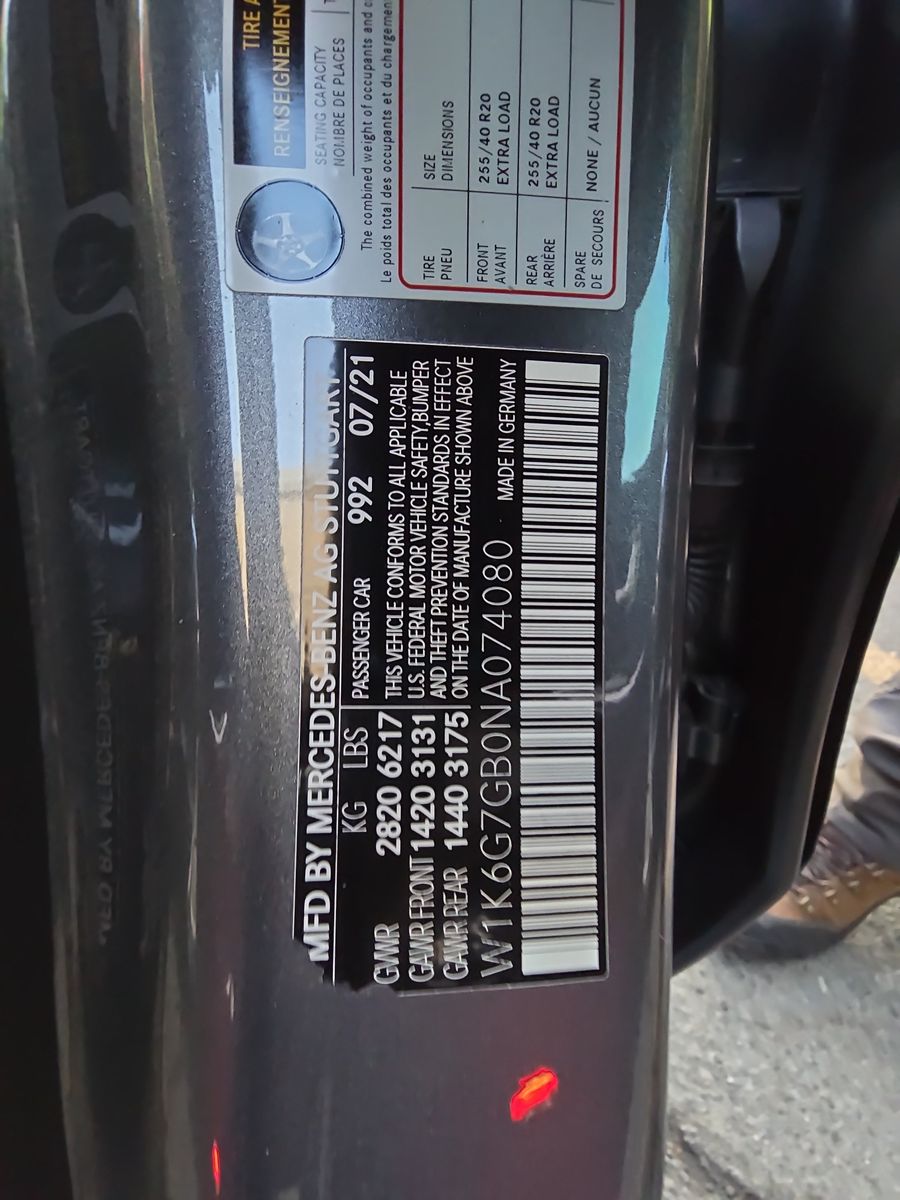 TIRE
RENSEIGNEMENT
SEATING CAPACITY
NOMBRE DE PLACES
The combined weight of occupants and
Le poids total des occupants et du chargemen
TIRE SIZE
PNEU DIMENSIONS
FRONT 255/40 R20
AVANT EXTRA LOAD
REAR 255/40 R20
ARRIÈRE EXTRA LOAD
SPARE
DE SECOURS NONE / AUCUN
MFD BY MERCEDES-BENZ AG STUTTGART
KG LBS PASSENGER CAR 992 07/21
GVWR 2820 6217 THIS VEHICLE CONFORMS TO ALL APPLICABLE
GAWR FRONT 1420 3131 U.S. FEDERAL MOTOR VEHICLE SAFETY,BUMPER
AND THEFT PREVENTION STANDARDS IN EFFECT
GAWR REAR 1440 3175 ON THE DATE OF MANUFACTURE SHOWN ABOVE
W1K6G7GB0NA074080 MADE IN GERMANY